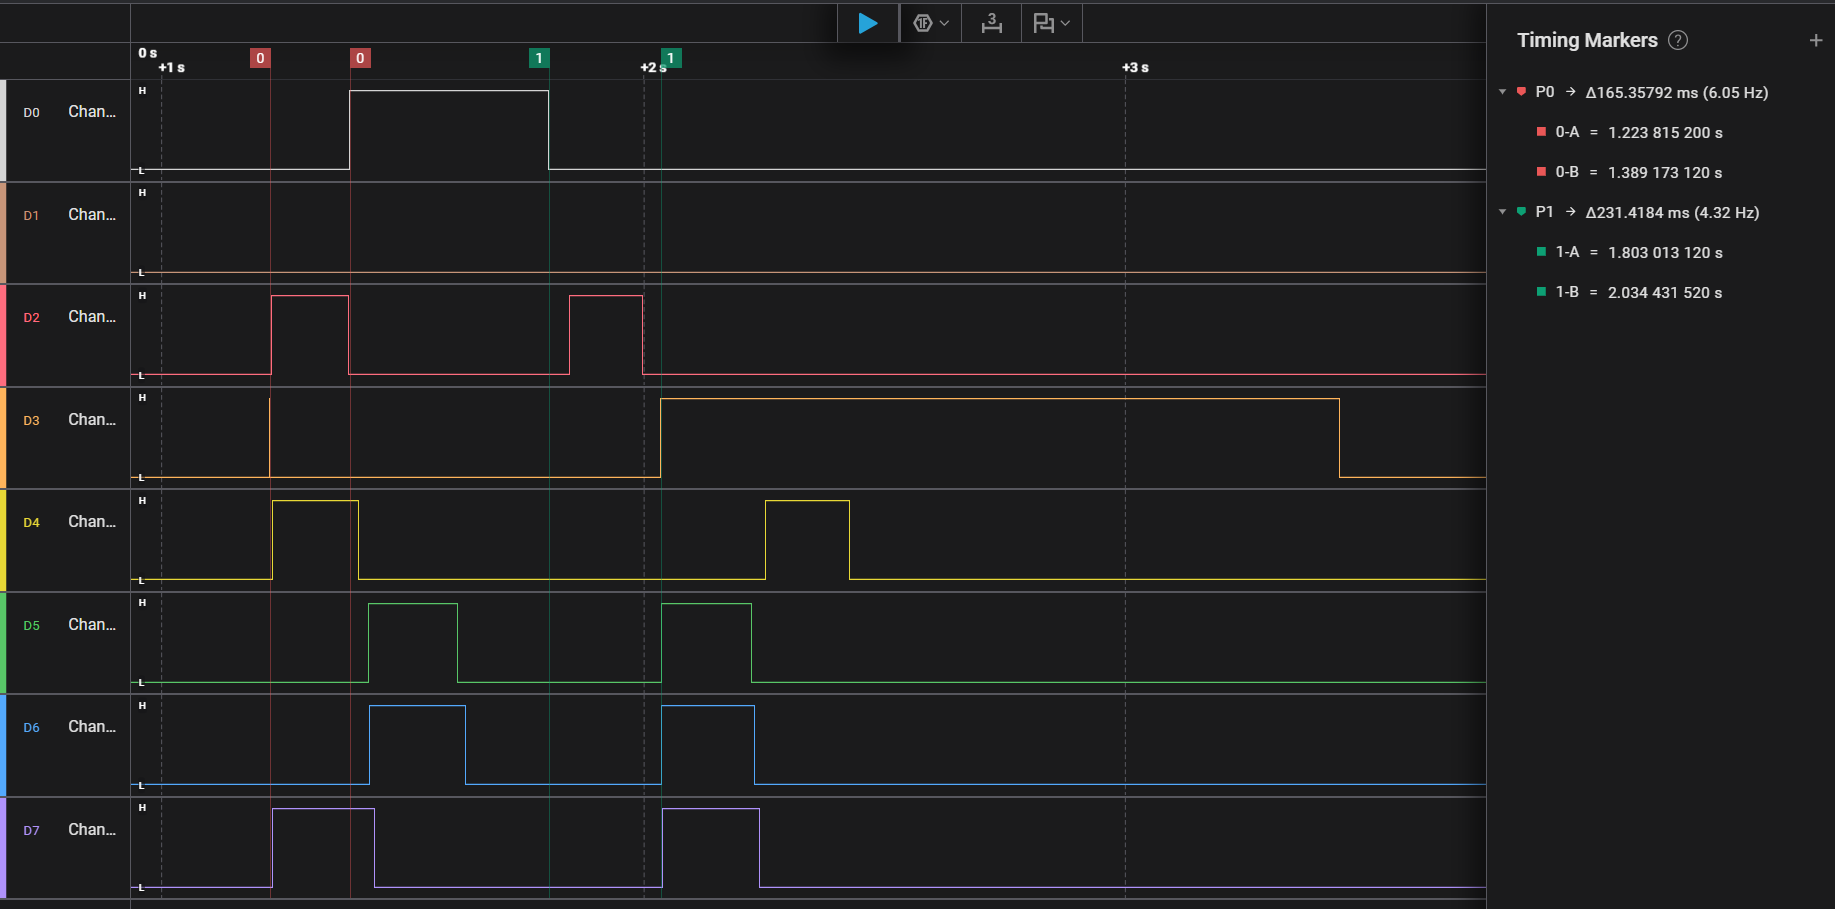 3
Timing Markers ?
0 s
+1 s
0
0
1
+2 s
1
+3 s
P0 → Δ165.35792 ms (6.05 Hz)
0-A = 1.223 815 200 s
0-B = 1.389 173 120 s
P1 → Δ231.4184 ms (4.32 Hz)
1-A = 1.803 013 120 s
1-B = 2.034 431 520 s
D0 Chan... H
L
D1 Chan... H
L
D2 Chan... H
L
D3 Chan... H
L
D4 Chan... H
L
D5 Chan... H
L
D6 Chan... H
L
D7 Chan... H
L